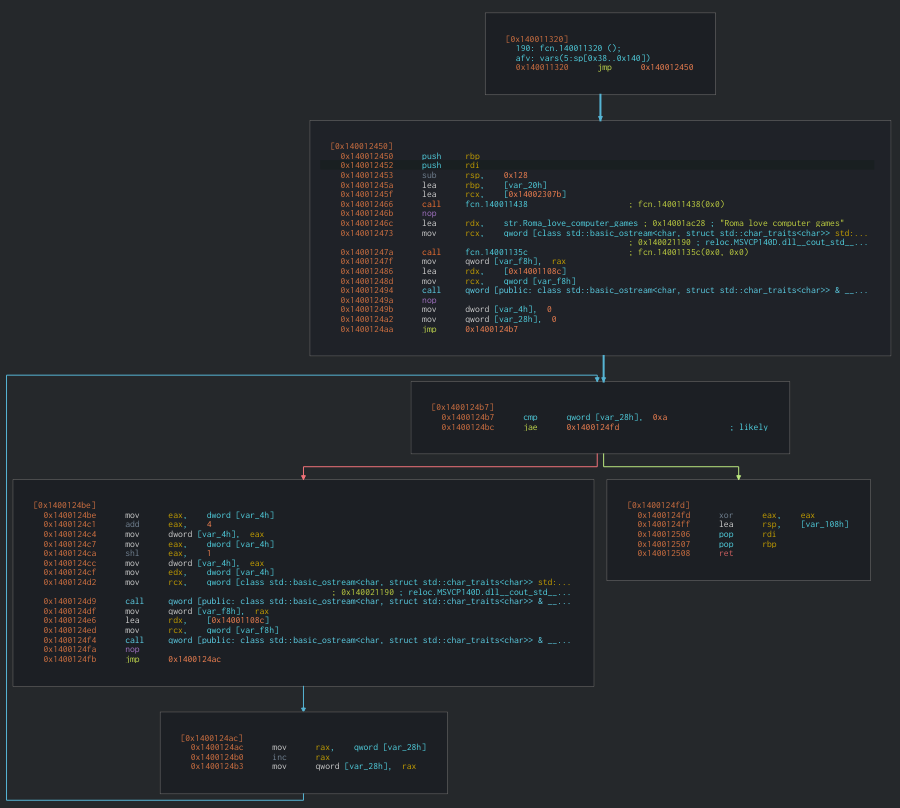 [0x140011320]
190: fcn.140011320 ();
afv: vars(5:sp[0x38..0x140])
0x140011320 jmp 0x140012450
[0x140012450]
0x140012450 push rbp
0x140012452 push rdi
0x140012453 sub rsp, 0x128
0x14001245a lea rbp, [var_20h]
0x14001245f lea rcx, [0x14002307b]
0x140012466 call fcn.140011438 ; fcn.140011438(0x0)
0x14001246b nop
0x14001246c lea rdx, str.Roma_love_computer_games ; 0x14001ac28 ; "Roma love computer games"
0x140012473 mov rcx, qword [class std::basic_ostream<char, struct std::char_traits<char>> std:...
; 0x140021190 ; reloc.MSVCP140D.dll__cout_std__...
0x14001247a call fcn.14001135c ; fcn.14001135c(0x0, 0x0)
0x14001247f mov qword [var_f8h], rax
0x140012486 lea rdx, [0x14001108c]
0x14001248d mov rcx, qword [var_f8h]
0x140012494 call qword [public: class std::basic_ostream<char, struct std::char_traits<char>> & __...
0x14001249a nop
0x14001249b mov dword [var_4h], 0
0x1400124a2 mov qword [var_28h], 0
0x1400124aa jmp 0x1400124b7
[0x1400124b7]
0x1400124b7 cmp qword [var_28h], 0xa
0x1400124bc jae 0x1400124fd ; likely
[0x1400124be]
0x1400124be mov eax, dword [var_4h]
0x1400124c1 add eax, 4
0x1400124c4 mov dword [var_4h], eax
0x1400124c7 mov eax, dword [var_4h]
0x1400124ca shl eax, 1
0x1400124cc mov dword [var_4h], eax
0x1400124cf mov edx, dword [var_4h]
0x1400124d2 mov rcx, qword [class std::basic_ostream<char, struct std::char_traits<char>> std:...
; 0x140021190 ; reloc.MSVCP140D.dll__cout_std__...
0x1400124d9 call qword [public: class std::basic_ostream<char, struct std::char_traits<char>> & __...
0x1400124df mov qword [var_f8h], rax
0x1400124e6 lea rdx, [0x14001108c]
0x1400124ed mov rcx, qword [var_f8h]
0x1400124f4 call qword [public: class std::basic_ostream<char, struct std::char_traits<char>> & __...
0x1400124fa nop
0x1400124fb jmp 0x1400124ac
[0x1400124fd]
0x1400124fd xor eax, eax
0x1400124ff lea rsp, [var_108h]
0x140012506 pop rdi
0x140012507 pop rbp
0x140012508 ret
[0x1400124ac]
0x1400124ac mov rax, qword [var_28h]
0x1400124b0 inc rax
0x1400124b3 mov qword [var_28h], rax